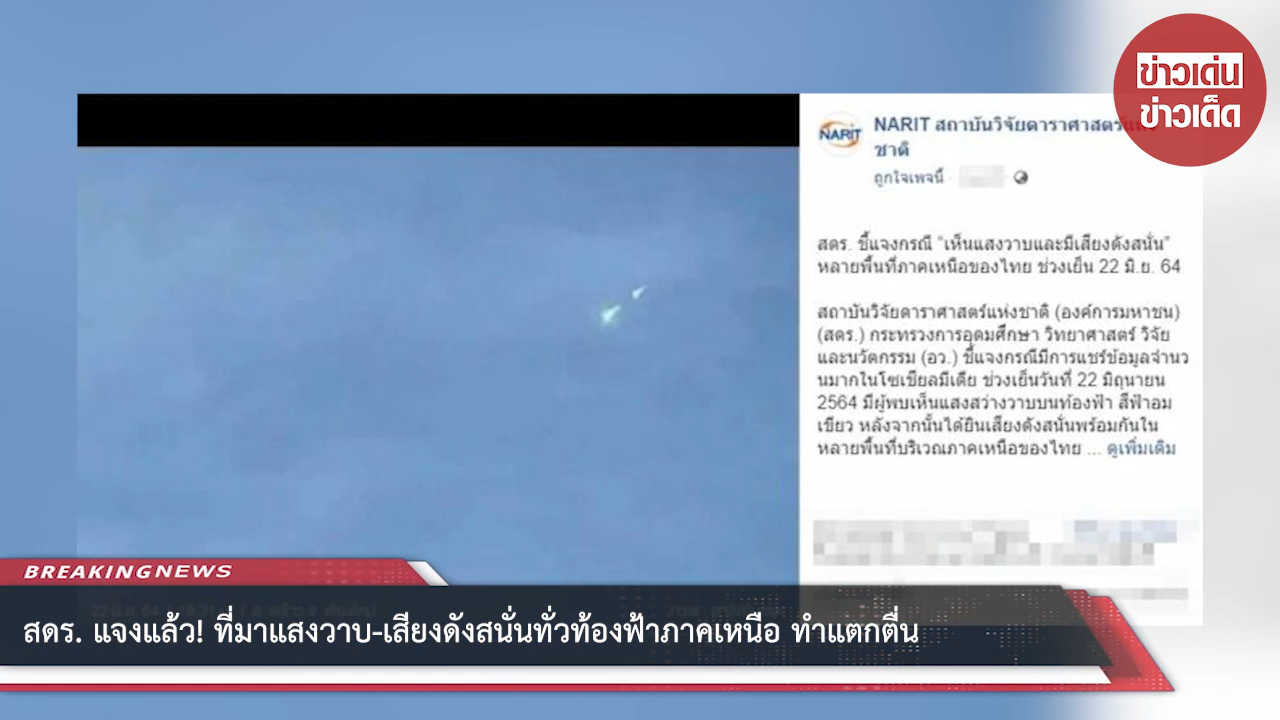 ข่าวเด่น
ข่าวเด็ด
NARIT
NARIT สถาบันวิจัยดาราศาสตร์แห่ง
ชาติ
ถูกใจเพจนี้
สดร. ชี้แจงกรณี "เห็นแสงวาบและมีเสียงดังสนั่น"
หลายพื้นที่ภาคเหนือของไทย ช่วงเย็น 22 มิ.ย. 64
สถาบันวิจัยดาราศาสตร์แห่งชาติ (องค์การมหาชน)
(สดร.) กระทรวงการอุดมศึกษา วิทยาศาสตร์ วิจัย
และนวัตกรรม (อว.) ชี้แจงกรณีมีการแชร์ข้อมูลจำนว
นมากในโซเชียลมีเดีย ช่วงเย็นวันที่ 22 มิถุนายน
2564 มีผู้พบเห็นแสงสว่างวาบบนท้องฟ้า สีฟ้าอม
เขียว หลังจากนั้นได้ยินเสียงดังสนั่นพร้อมกันใน
หลายพื้นที่บริเวณภาคเหนือของไทย ... ดูเพิ่มเติม
BREAKING NEWS
สดร. แจงแล้ว! ที่มาแสงวาบ-เสียงดังสนั่นทั่วท้องฟ้าภาคเหนือ ทำแตกตื่น